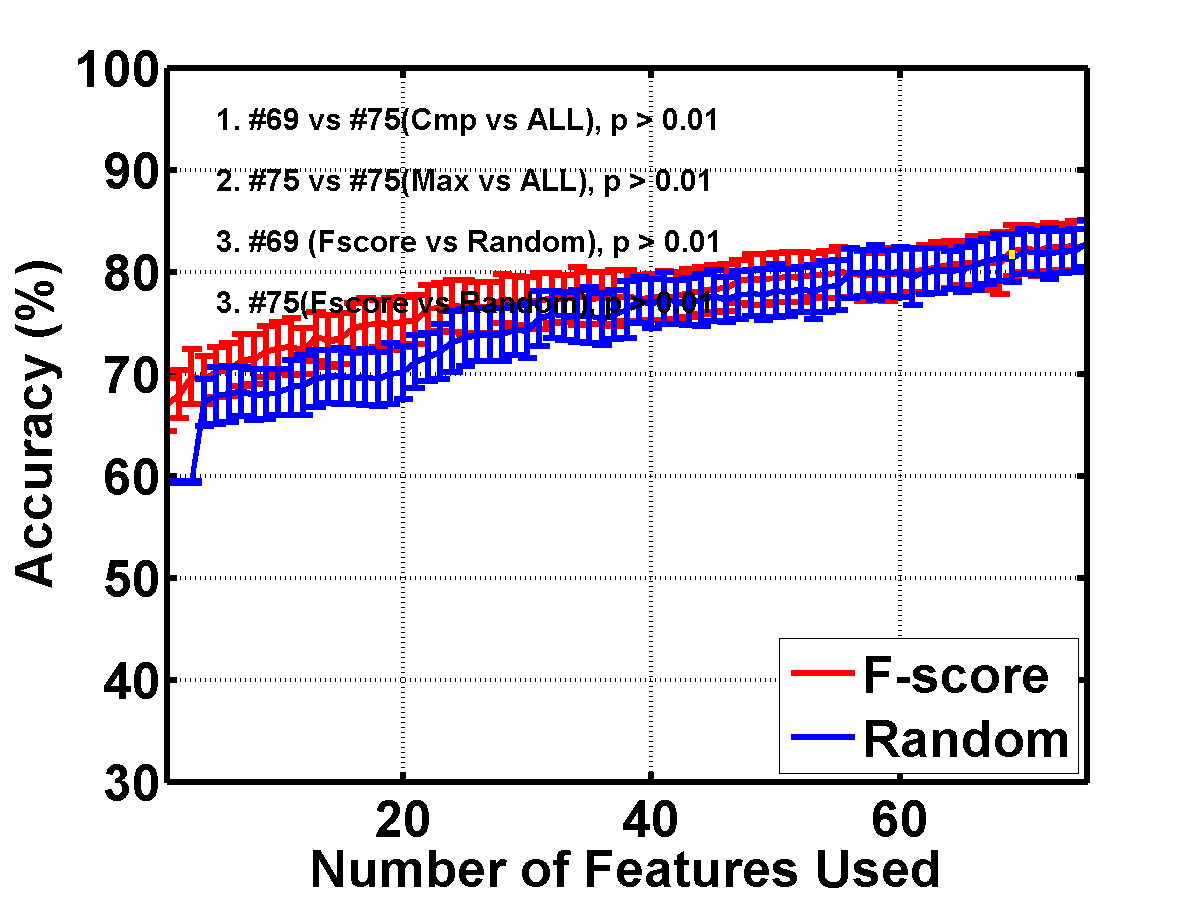 100
1. #69 vs #75(Cmp vs ALL), p > 0.01
90
2. #75 vs #75(Max vs ALL), p > 0.01
3. #69 (Fscore vs Random), p > 0.01
80
3. #75(Fscore vs Random), p > 0.01
70
60
50
40
30
Accuracy (%)
F-score
Random
20 40 60
Number of Features Used